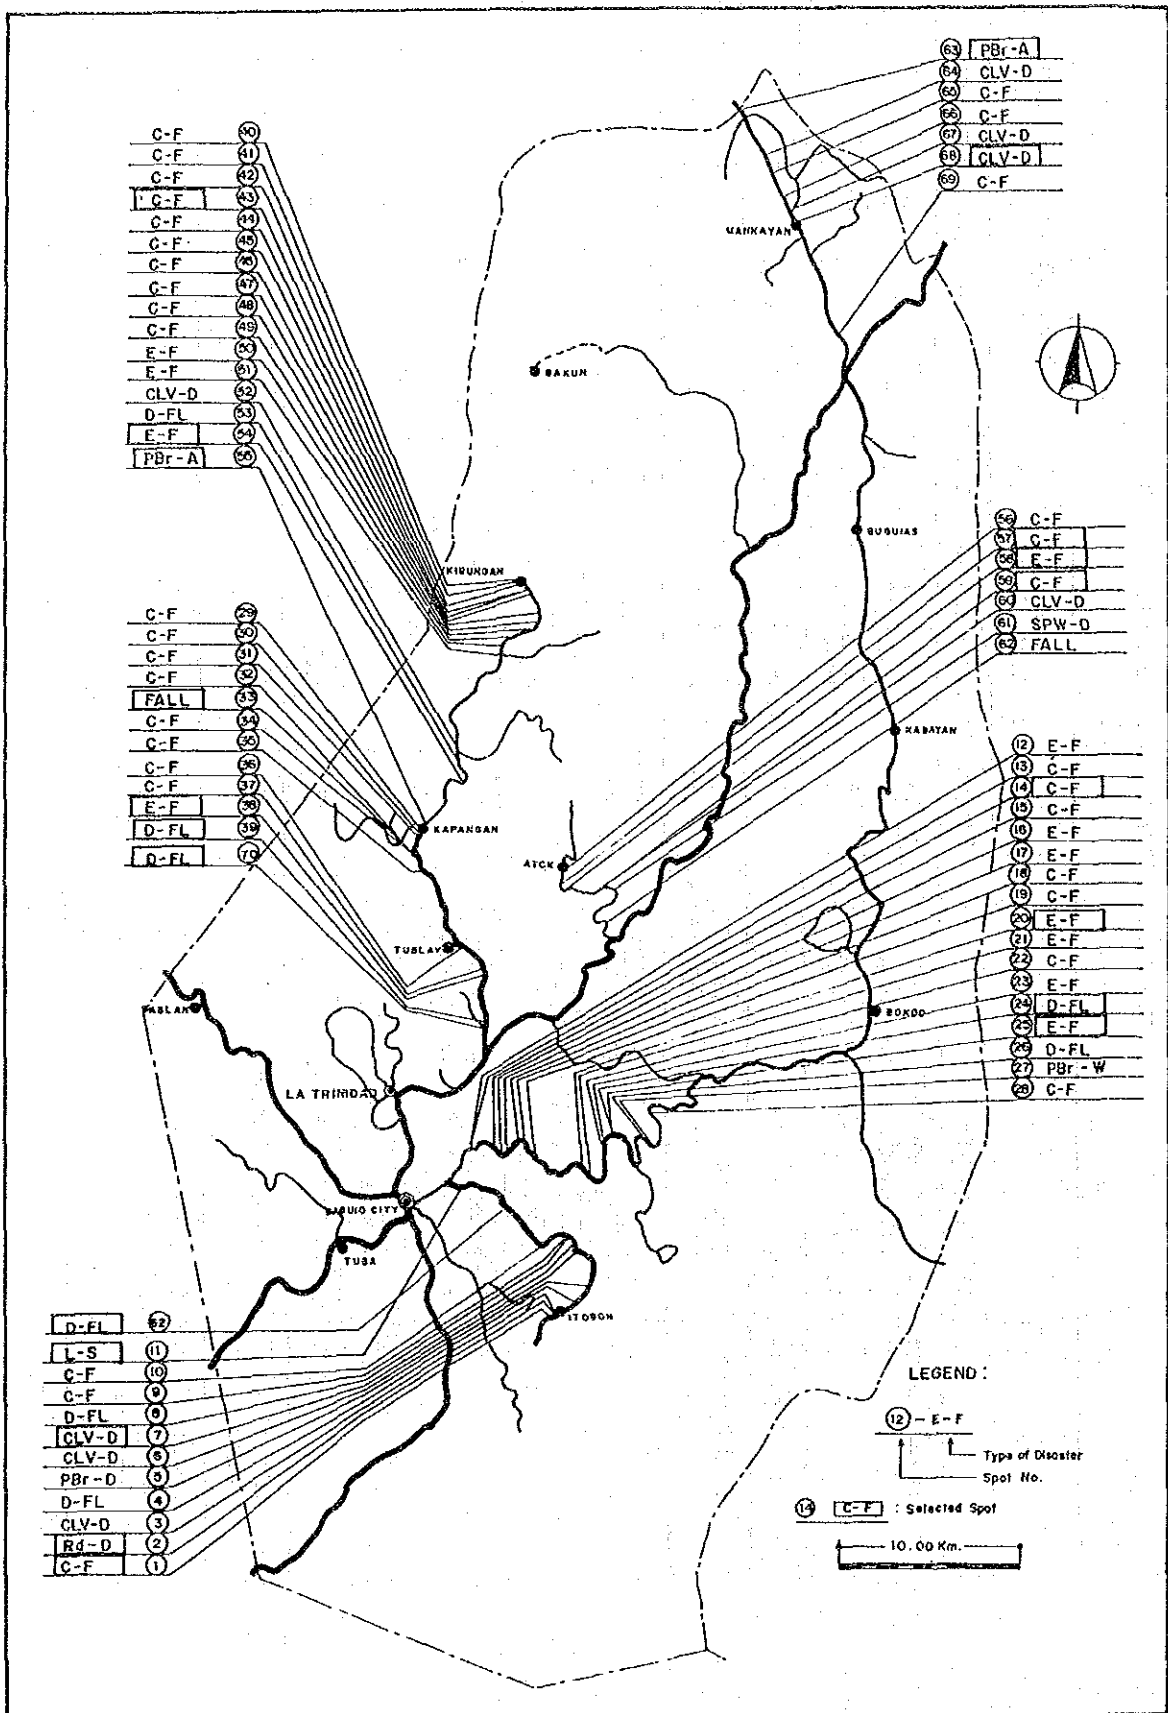 63 PBr-A
64 CLV-D
65 C-F
66 C-F
67 CLV-D
68 CLV-D
69 C-F
C-F 40
C-F 41
C-F 42
C-F 43
C-F 44
C-F 45
C-F 46
C-F 47
C-F 48
C-F 49
E-F 50
E-F 51
CLV-D 52
D-FL 53
E-F 54
PBr-A 55
MANKAYAN
BAKUN
BUGUIAS
KIBUNGAN
56 C-F
57 C-F
58 E-F
59 C-F
60 CLV-D
61 SPW-D
62 FALL
C-F 29
C-F 30
C-F 31
C-F 32
FALL 33
C-F 34
C-F 35
C-F 36
C-F 37
E-F 38
D-FL 39
D-FL 70
KABAYAN
KAPANGAN
ATOK
TUBLAY
12 E-F
13 C-F
14 C-F
15 C-F
16 E-F
17 E-F
18 C-F
19 C-F
20 E-F
21 E-F
22 C-F
23 E-F
24 D-FL
25 E-F
26 D-FL
27 PBr-W
28 C-F
SABLAN
BOKOD
LA TRINIDAD
BAGUIO CITY
TUBA
ITOGON
D-FL
L-S 11
C-F 10
C-F 9
D-FL 8
CLV-D 7
CLV-D 6
PBr-D 5
D-FL 4
CLV-D 3
Rd-D 2
C-F 1
LEGEND :
12 - E-F
Type of Disaster
Spot No.
14 C-F : Selected Spot
10.00 Km.